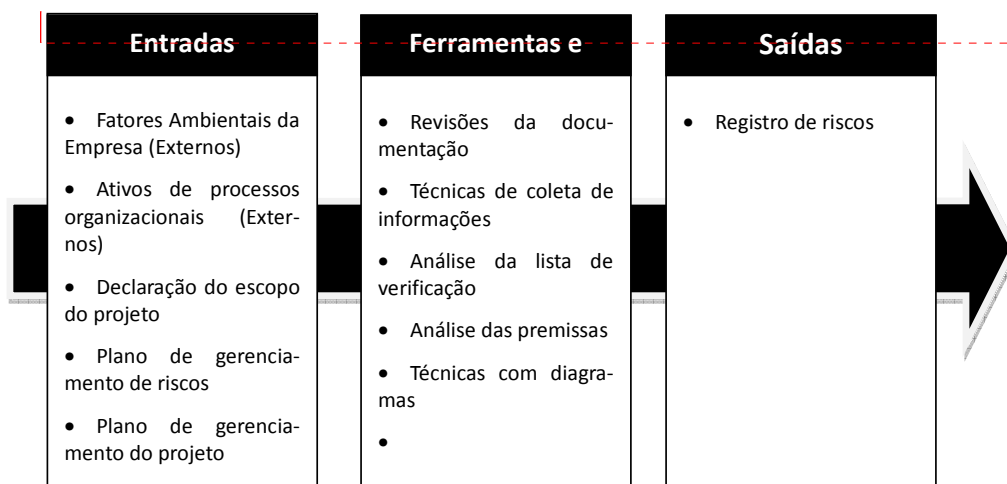 Entradas
• Fatores Ambientais da
Empresa (Externos)
• Ativos de processos
organizacionais (Exter-
nos)
• Declaração do escopo
do projeto
• Plano de gerencia-
mento de riscos
• Plano de gerencia-
mento do projeto
Ferramentas e
• Revisões da docu-
mentação
• Técnicas de coleta de
informações
• Análise da lista de
verificação
• Análise das premissas
• Técnicas com diagra-
mas
•
Saídas
• Registro de riscos